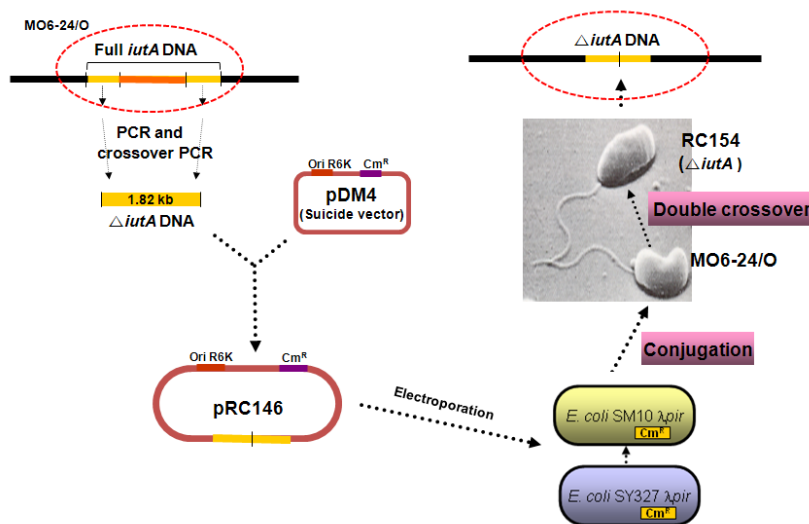 MO6-24/O
Full iutA DNA
PCR and
crossover PCR
1.82 kb
△iutA DNA
Ori R6K
Cm^R
pDM4
(Suicide vector)
Ori R6K
Cm^R
pRC146
Electroporation
E. coli SM10 λpir
Cm^R
E. coli SY327 λpir
Cm^R
Conjugation
MO6-24/O
Double crossover
RC154
(△iutA)
△iutA DNA